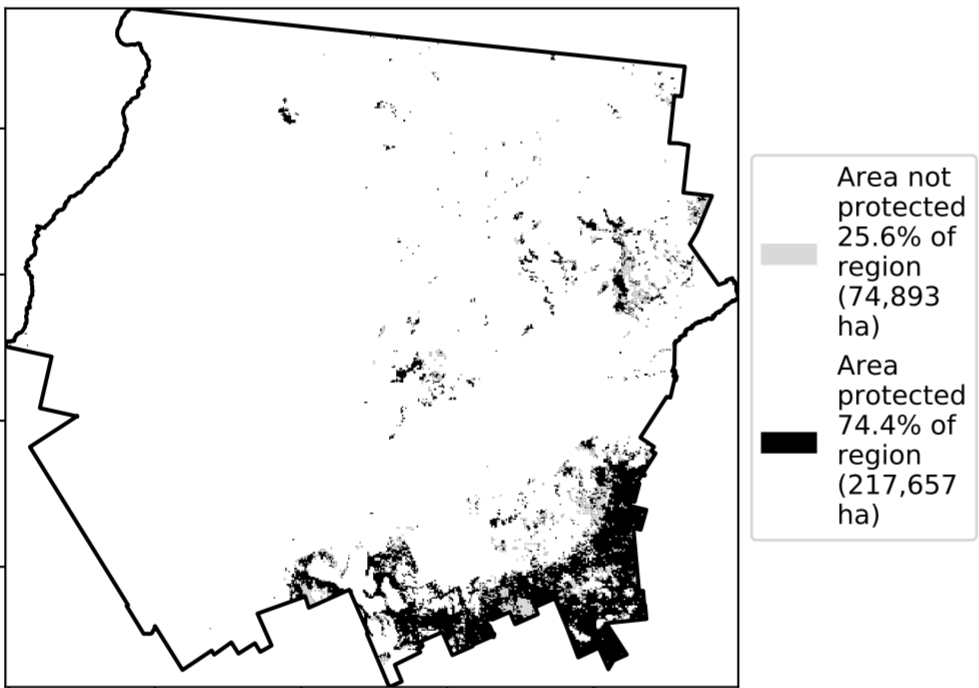 Area not
protected
25.6% of
region
(74,893
ha)
Area
protected
74.4% of
region
(217,657
ha)